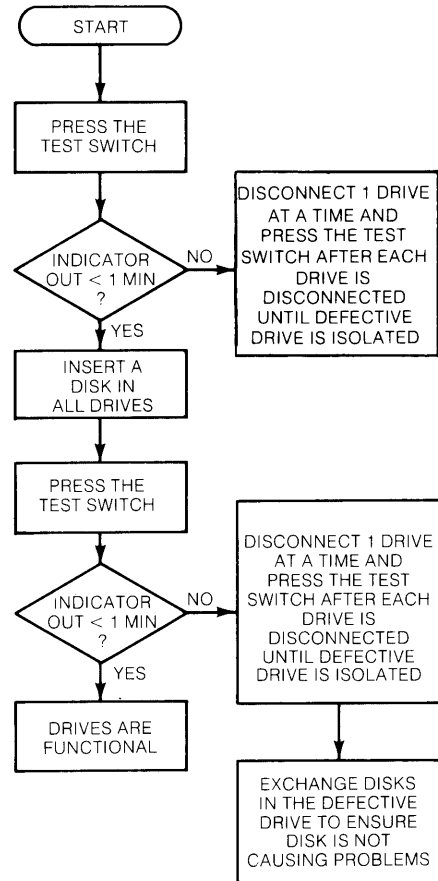 START
PRESS THE
TEST SWITCH
INDICATOR
OUT < 1 MIN
?
NO
DISCONNECT 1 DRIVE
AT A TIME AND
PRESS THE TEST
SWITCH AFTER EACH
DRIVE IS
DISCONNECTED
UNTIL DEFECTIVE
DRIVE IS ISOLATED
YES
INSERT A
DISK IN
ALL DRIVES
PRESS THE
TEST SWITCH
INDICATOR
OUT < 1 MIN
?
NO
DISCONNECT 1 DRIVE
AT A TIME AND
PRESS THE TEST
SWITCH AFTER EACH
DRIVE IS
DISCONNECTED
UNTIL DEFECTIVE
DRIVE IS ISOLATED
YES
DRIVES ARE
FUNCTIONAL
EXCHANGE DISKS
IN THE DEFECTIVE
DRIVE TO ENSURE
DISK IS NOT
CAUSING PROBLEMS